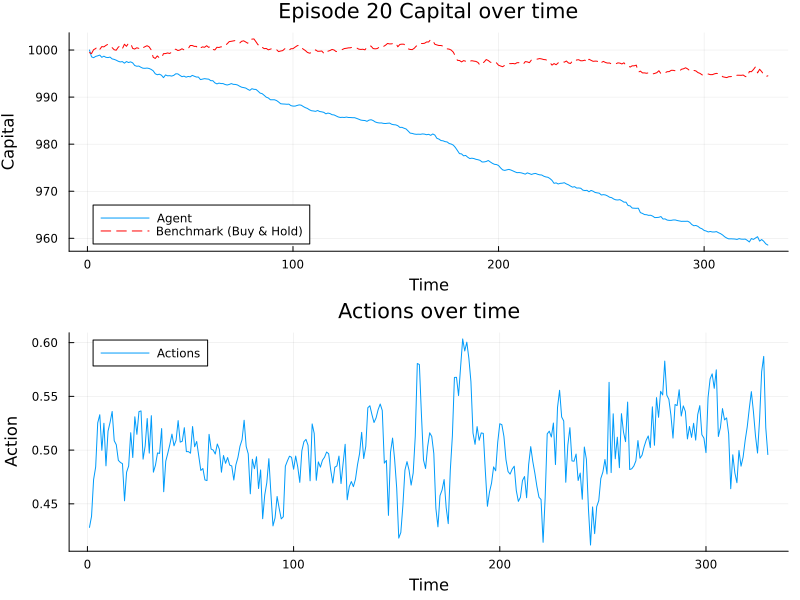 Episode 20 Capital over time
1000
990
980
970
960
Capital
Agent
Benchmark (Buy & Hold)
0 100 200 300
Time
Actions over time
0.60
0.55
0.50
0.45
Action
Actions
0 100 200 300
Time